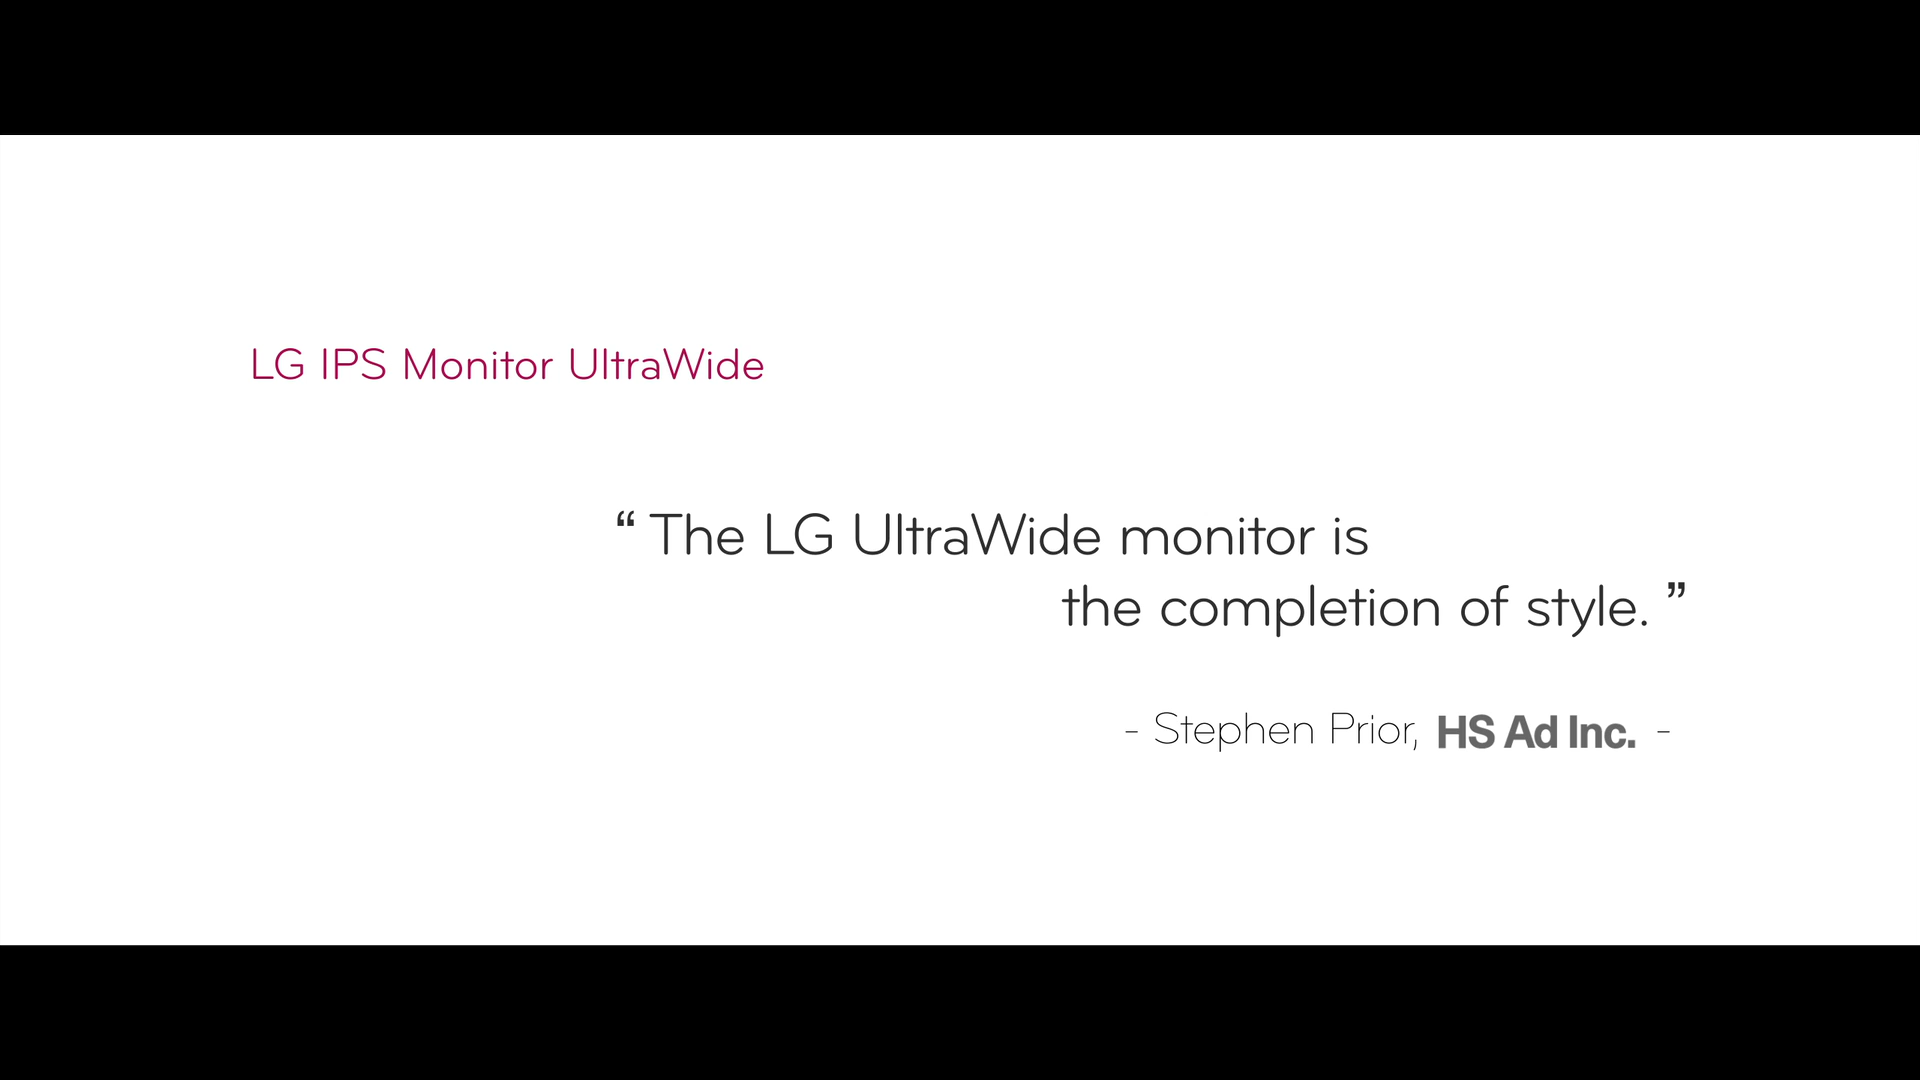 LG IPS Monitor UltraWide
“ The LG UltraWide monitor is
the completion of style. ”
- Stephen Prior, HS Ad Inc. -